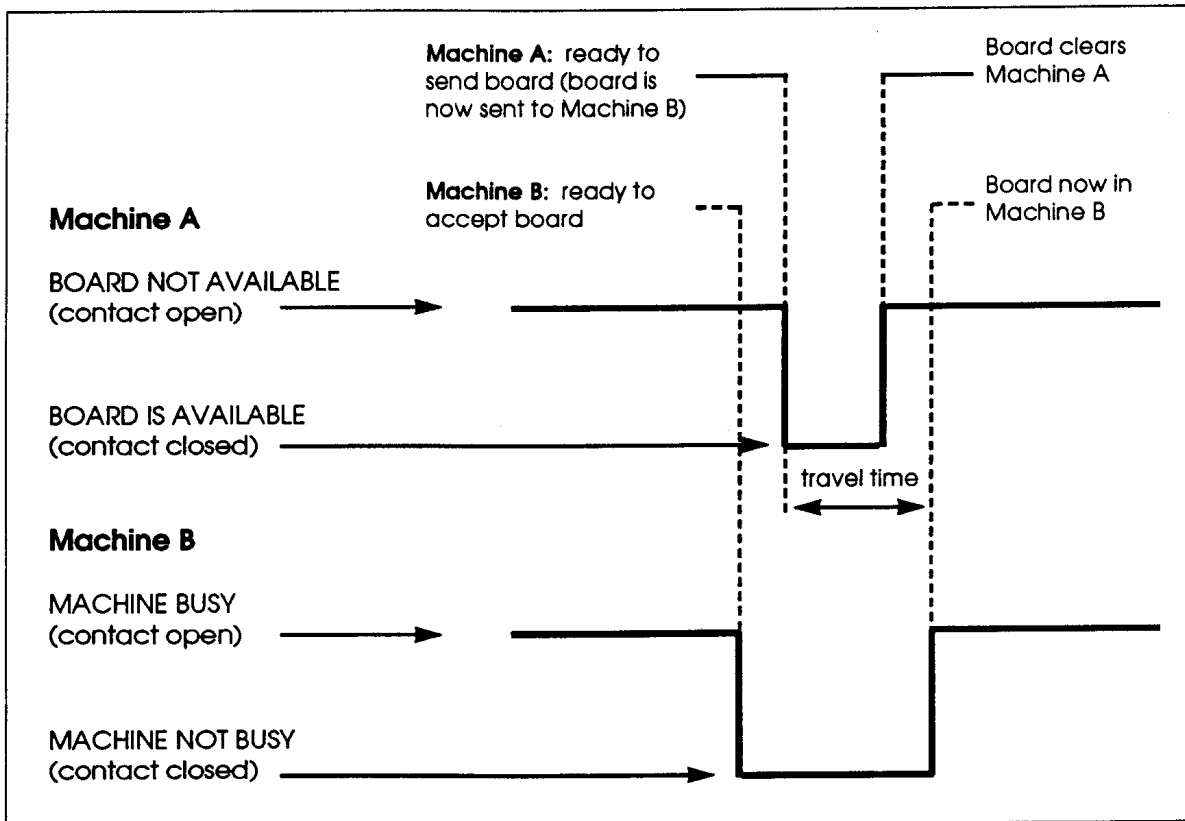 Machine A: ready to
send board (board is
now sent to Machine B)
Board clears
Machine A
Machine B: ready to
accept board
Board now in
Machine B
Machine A
BOARD NOT AVAILABLE
(contact open)
BOARD IS AVAILABLE
(contact closed)
travel time
Machine B
MACHINE BUSY
(contact open)
MACHINE NOT BUSY
(contact closed)